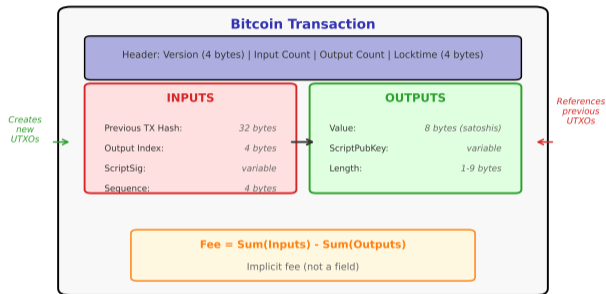 Bitcoin Transaction
Header: Version (4 bytes) | Input Count | Output Count | Locktime (4 bytes)
INPUTS
Previous TX Hash: 32 bytes
Output Index: 4 bytes
ScriptSig: variable
Sequence: 4 bytes
OUTPUTS
Value: 8 bytes (satoshis)
ScriptPubKey: variable
Length: 1-9 bytes
Creates
new
UTXOs
References
previous
UTXOs
Fee = Sum(Inputs) - Sum(Outputs)
Implicit fee (not a field)